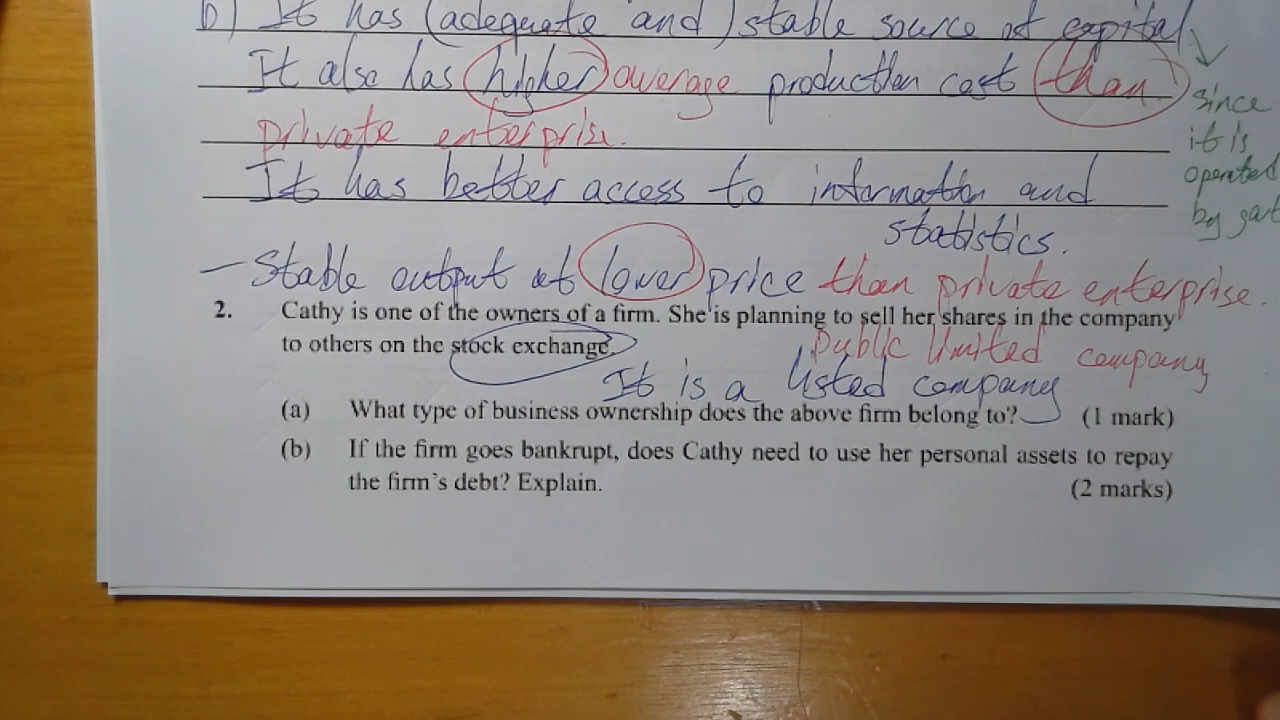 b) It has (adequate and) stable source of capital.
It also has higher average production cost than
private enterprise.
since
it is
operated
by gov't
It has better access to information and
statistics.
— Stable output at lower price than private enterprise.
2. Cathy is one of the owners of a firm. She is planning to sell her shares in the company
to others on the stock exchange.
public limited company
It is a listed company
(a) What type of business ownership does the above firm belong to? (1 mark)
(b) If the firm goes bankrupt, does Cathy need to use her personal assets to repay
the firm's debt? Explain. (2 marks)